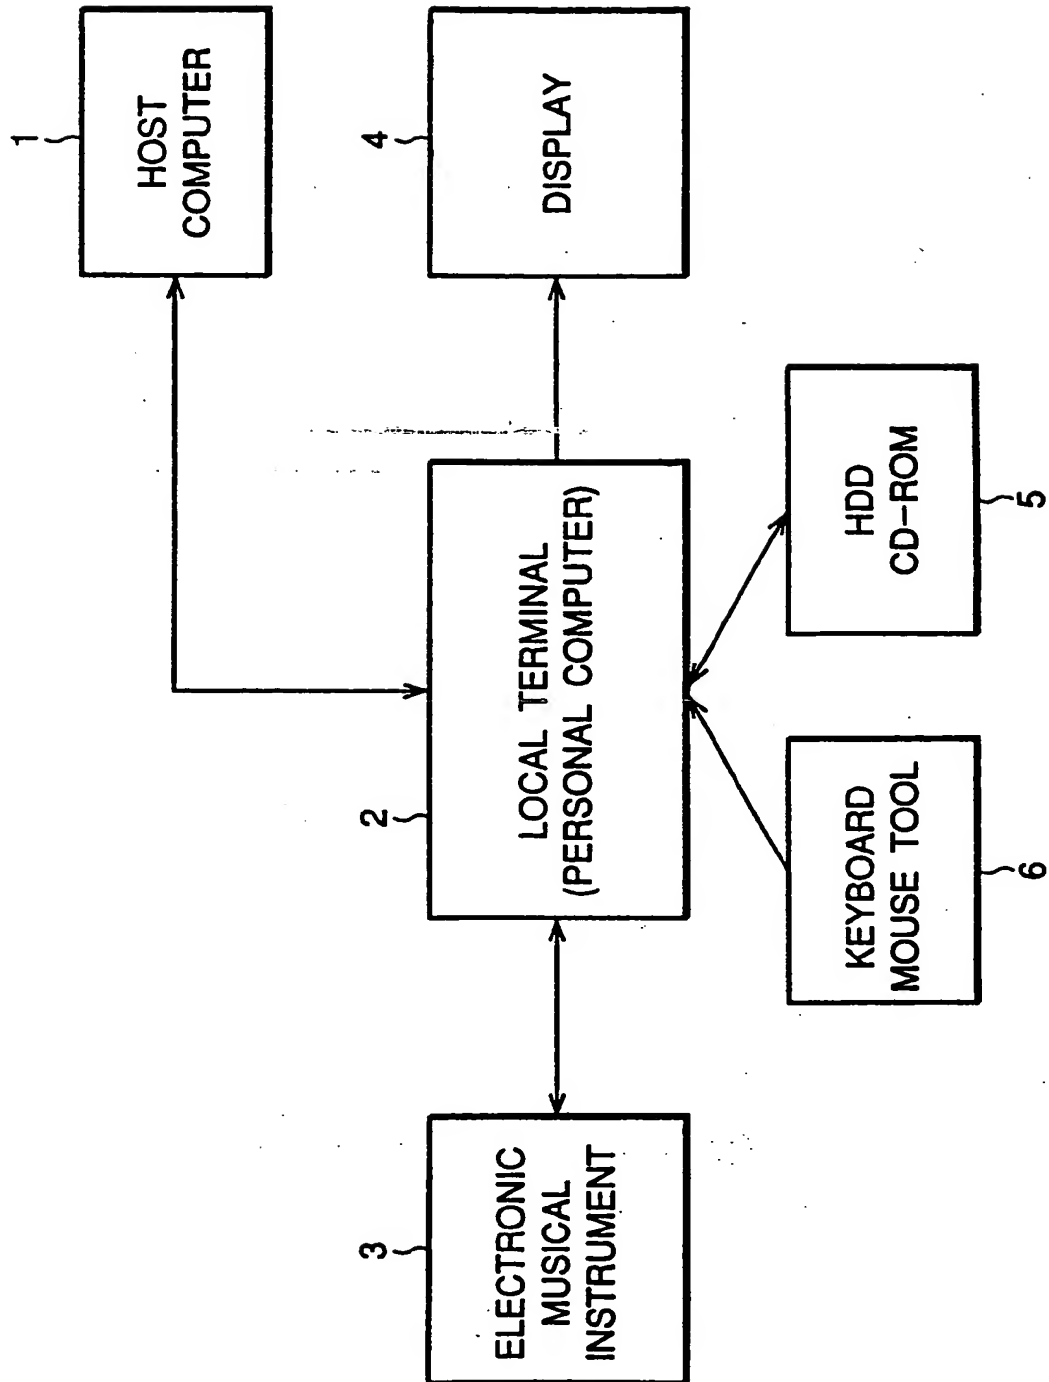 1
HOST
COMPUTER
4
DISPLAY
2
LOCAL TERMINAL
(PERSONAL COMPUTER)
3
ELECTRONIC
MUSICAL
INSTRUMENT
HDD
CD-ROM
5
KEYBOARD
MOUSE TOOL
6